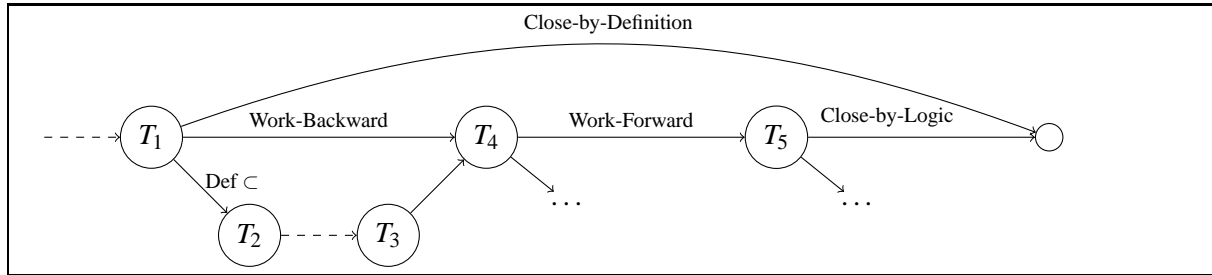 Close-by-Definition
T₁ Work-Backward T₄ Work-Forward T₅ Close-by-Logic
Def ⊂
... ...
T₂ T₃